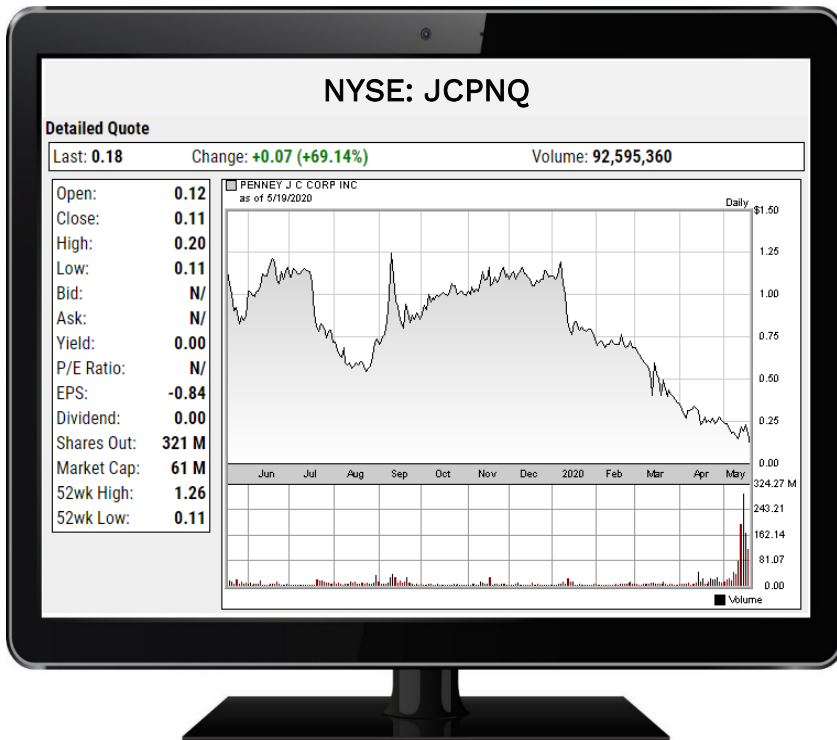 NYSE: JCPNQ
Detailed Quote
Last: 0.18 Change: +0.07 (+69.14%) Volume: 92,595,360
Open: 0.12
Close: 0.11
High: 0.20
Low: 0.11
Bid: N/
Ask: N/
Yield: 0.00
P/E Ratio: N/
EPS: -0.84
Dividend: 0.00
Shares Out: 321 M
Market Cap: 61 M
52wk High: 1.26
52wk Low: 0.11
PENNEY J C CORP INC
as of 5/19/2020
Daily
$1.50
1.25
1.00
0.75
0.50
0.25
0.00
Jun Jul Aug Sep Oct Nov Dec 2020 Feb Mar Apr May
324.27 M
243.21
162.14
81.07
0.00
Volume